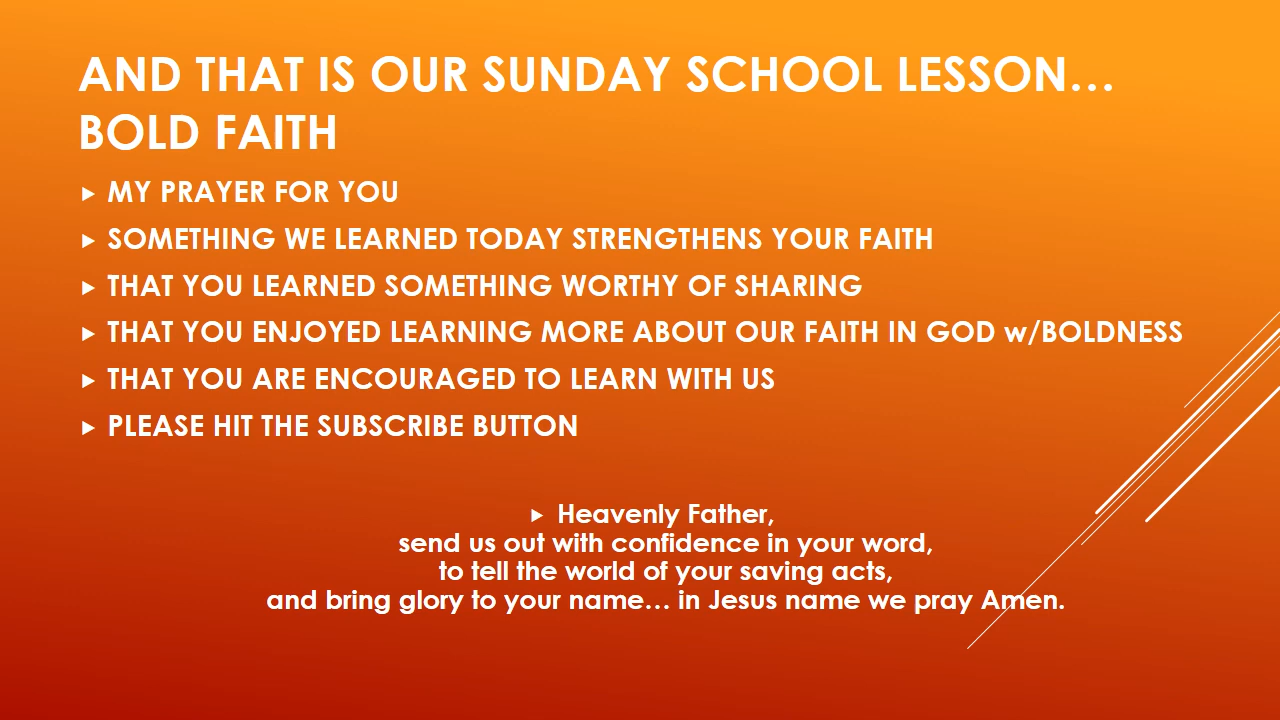 AND THAT IS OUR SUNDAY SCHOOL LESSON…
BOLD FAITH
MY PRAYER FOR YOU
SOMETHING WE LEARNED TODAY STRENGTHENS YOUR FAITH
THAT YOU LEARNED SOMETHING WORTHY OF SHARING
THAT YOU ENJOYED LEARNING MORE ABOUT OUR FAITH IN GOD w/BOLDNESS
THAT YOU ARE ENCOURAGED TO LEARN WITH US
PLEASE HIT THE SUBSCRIBE BUTTON
Heavenly Father,
send us out with confidence in your word,
to tell the world of your saving acts,
and bring glory to your name… in Jesus name we pray Amen.